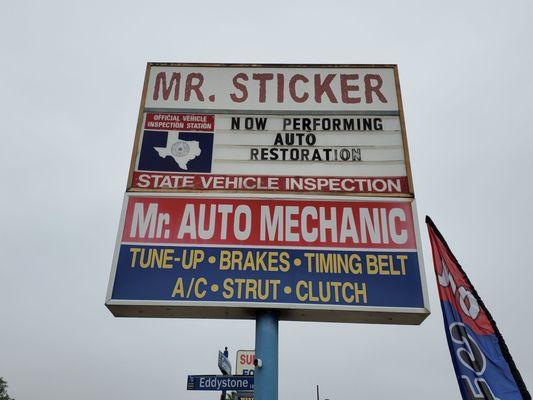 MR. STICKER
OFFICIAL VEHICLE
INSPECTION STATION
NOW PERFORMING
AUTO
RESTORATION
STATE VEHICLE INSPECTION
Mr. AUTO MECHANIC
TUNE-UP • BRAKES • TIMING BELT
A/C • STRUT • CLUTCH
Eddystone